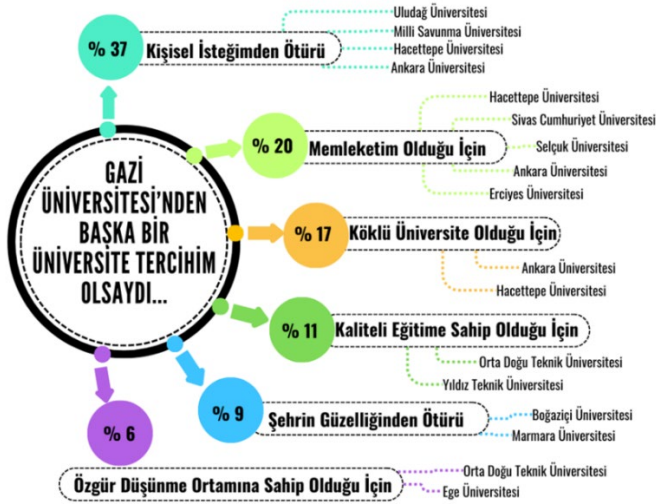 GAZİ
ÜNİVERSİTESİ'NDEN
BAŞKA BİR
ÜNİVERSİTE TERCİHİM
OLSAYDI...
% 37
Kişisel İsteğimden Ötürü
Uludağ Üniversitesi
Milli Savunma Üniversitesi
Hacettepe Üniversitesi
Ankara Üniversitesi
% 20
Memleketim Olduğu İçin
Hacettepe Üniversitesi
Sivas Cumhuriyet Üniversitesi
Selçuk Üniversitesi
Ankara Üniversitesi
Erciyes Üniversitesi
% 17
Köklü Üniversite Olduğu İçin
Ankara Üniversitesi
Hacettepe Üniversitesi
% 11
Kaliteli Eğitime Sahip Olduğu İçin
Orta Doğu Teknik Üniversitesi
Yıldız Teknik Üniversitesi
% 9
Şehrin Güzelliğinden Ötürü
Boğaziçi Üniversitesi
Marmara Üniversitesi
% 6
Özgür Düşünme Ortamına Sahip Olduğu İçin
Orta Doğu Teknik Üniversitesi
Ege Üniversitesi